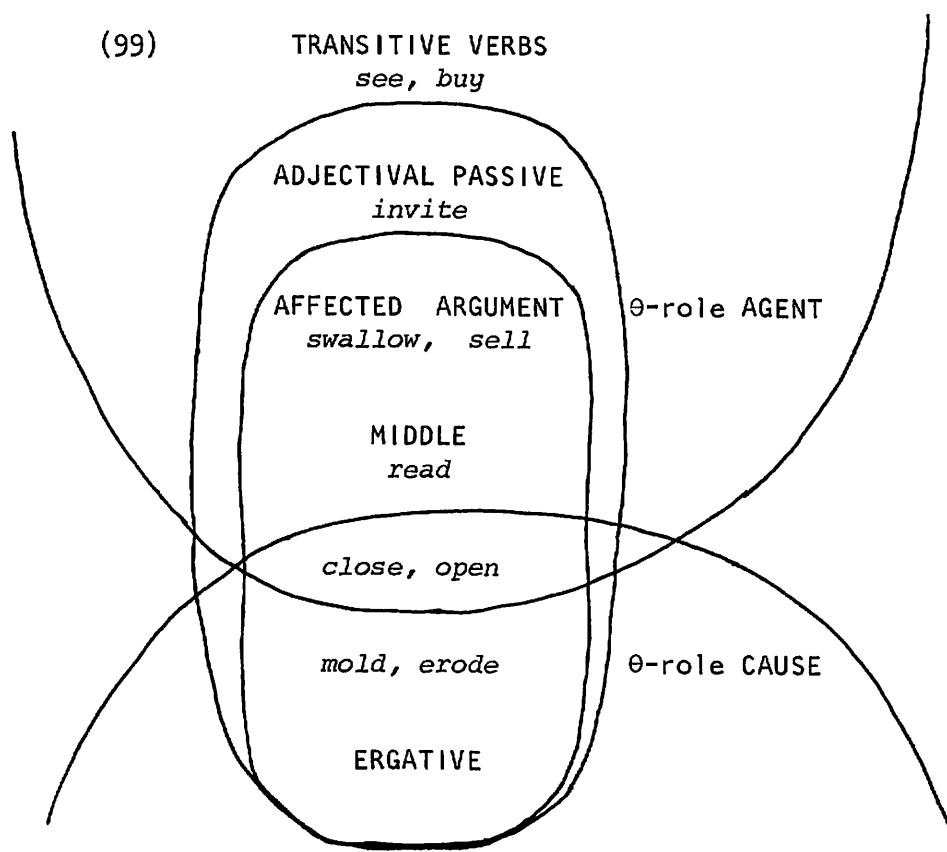 (99) TRANSITIVE VERBS
see, buy
ADJECTIVAL PASSIVE
invite
AFFECTED ARGUMENT θ-role AGENT
swallow, sell
MIDDLE
read
close, open
mold, erode θ-role CAUSE
ERGATIVE